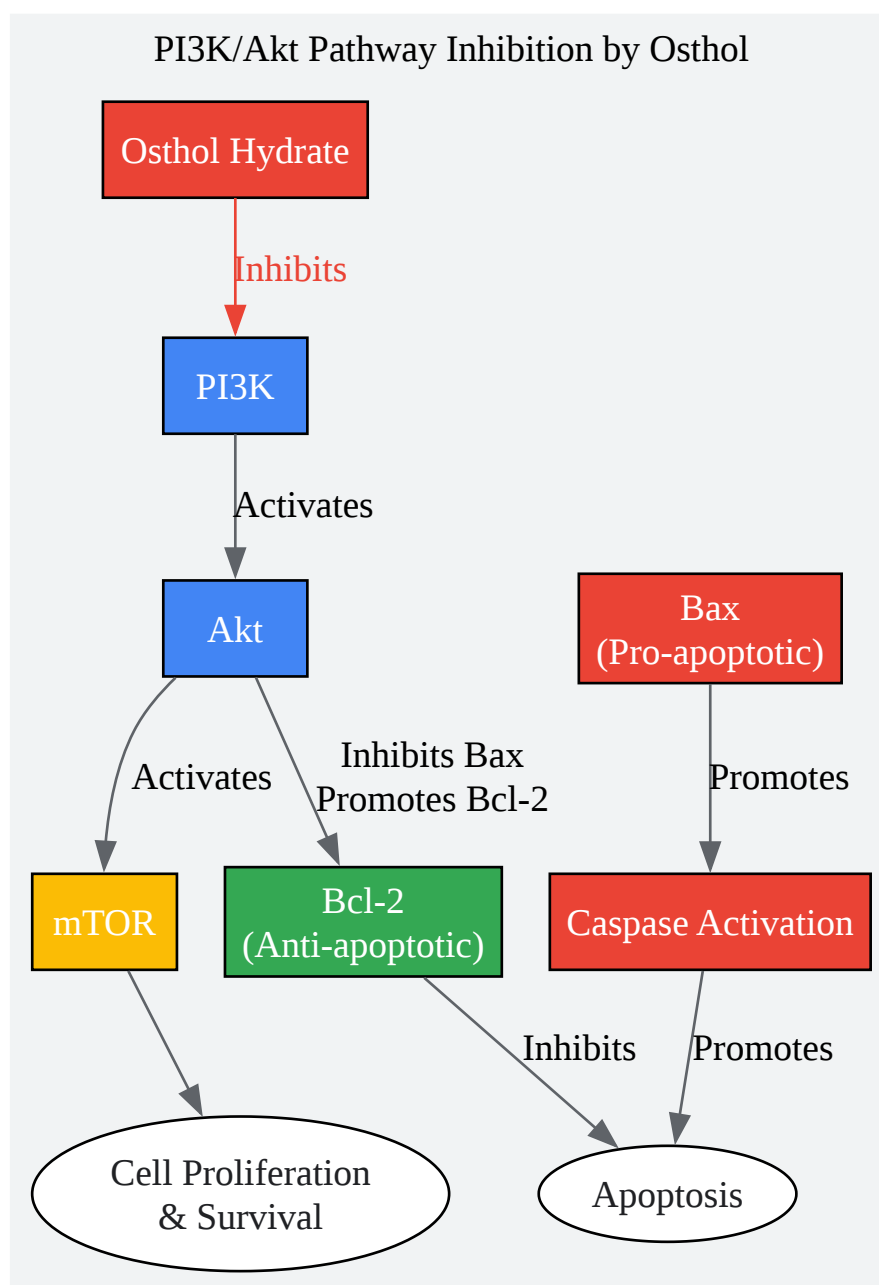 PI3K/Akt Pathway Inhibition by Osthol
Osthol Hydrate
Inhibits
PI3K
Activates
Akt
Bax
(Pro-apoptotic)
Activates
Inhibits Bax
Promotes Bcl-2
Promotes
mTOR
Bcl-2
(Anti-apoptotic)
Caspase Activation
Inhibits
Promotes
Cell Proliferation
& Survival
Apoptosis